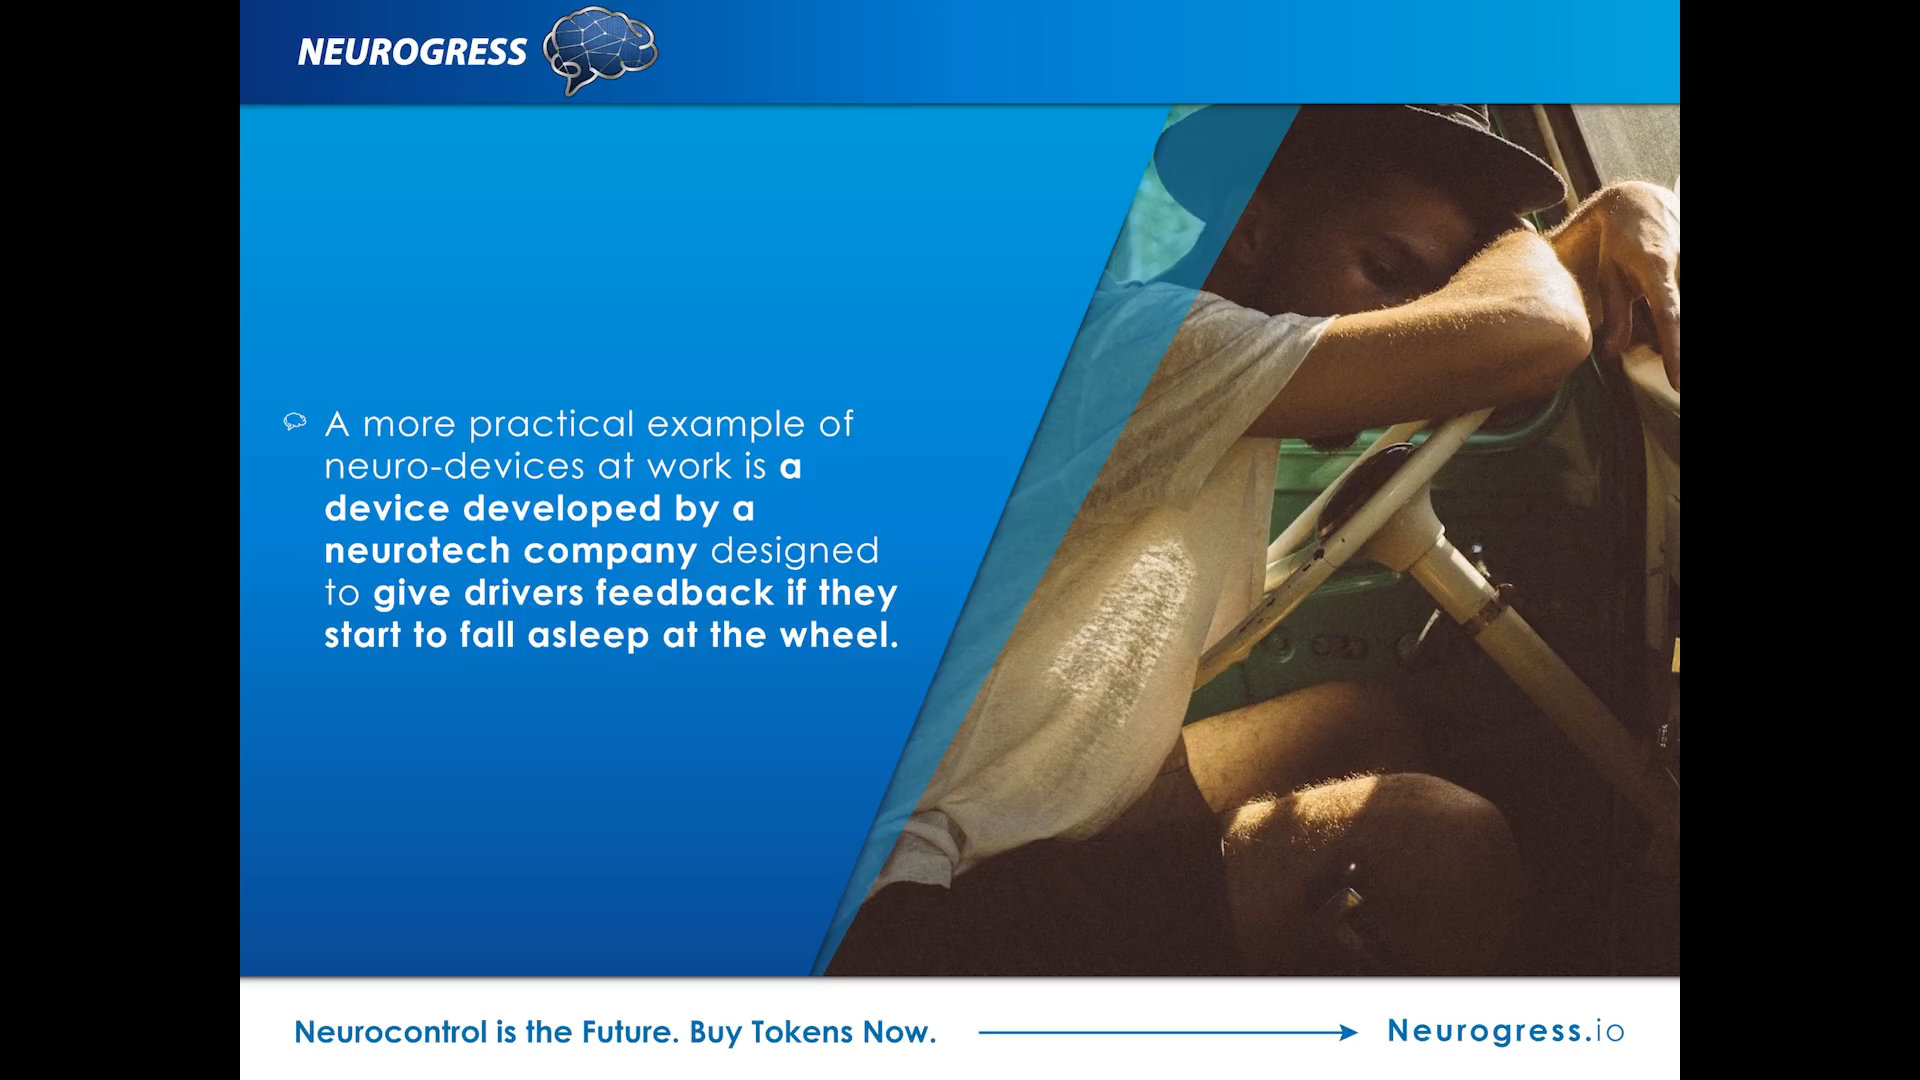 NEUROGRESS
A more practical example of
neuro-devices at work is a
device developed by a
neurotech company designed
to give drivers feedback if they
start to fall asleep at the wheel.
Neurocontrol is the Future. Buy Tokens Now.
Neurogress.io